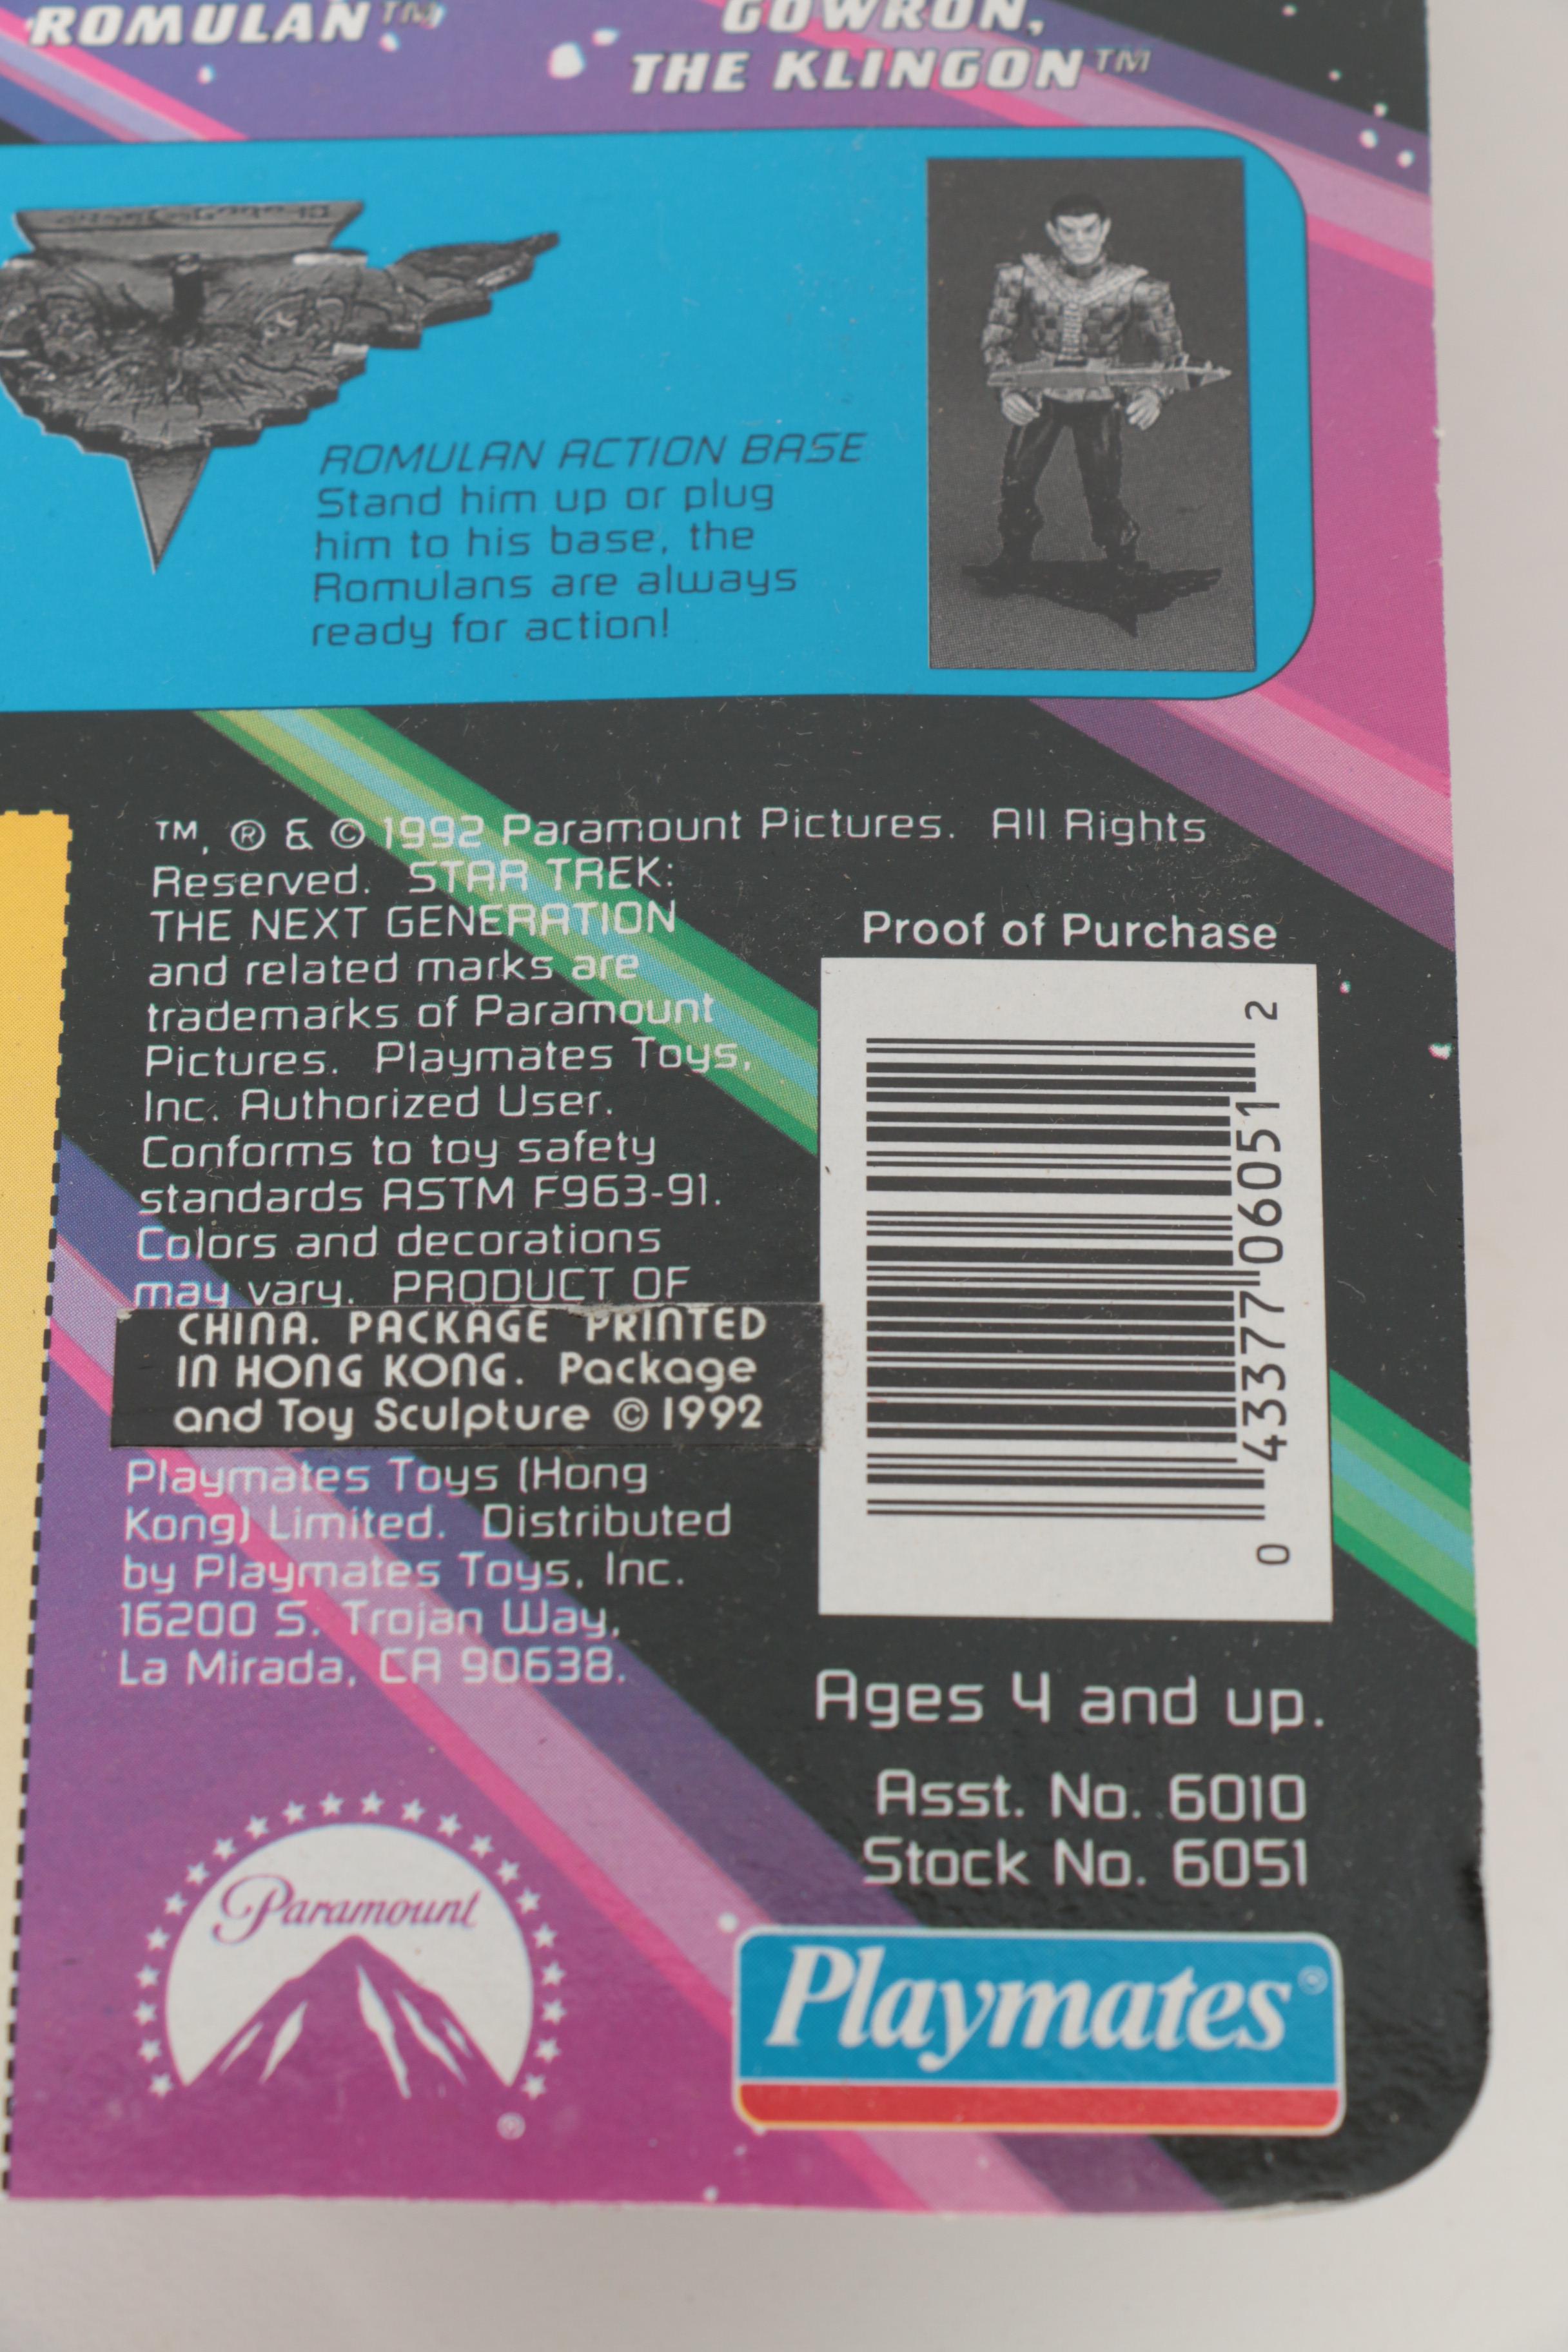 ROMULAN™
GOWRON,
THE KLINGON™
ROMULAN ACTION BASE
Stand him up or plug
him to his base, the
Romulans are always
ready for action!
™, ® & © 1992 Paramount Pictures. All Rights
Reserved. STAR TREK:
THE NEXT GENERATION
and related marks are
trademarks of Paramount
Pictures. Playmates Toys,
Inc. Authorized User.
Conforms to toy safety
standards ASTM F963-91.
Colors and decorations
may vary. PRODUCT OF
CHINA. PACKAGE PRINTED
IN HONG KONG. Package
and Toy Sculpture © 1992
Playmates Toys (Hong
Kong) Limited. Distributed
by Playmates Toys, Inc.
16200 S. Trojan Way,
La Mirada, CA 90638.
Proof of Purchase
0 43377 06051 2
Ages 4 and up.
Asst. No. 6010
Stock No. 6051
Paramount
®
Playmates®